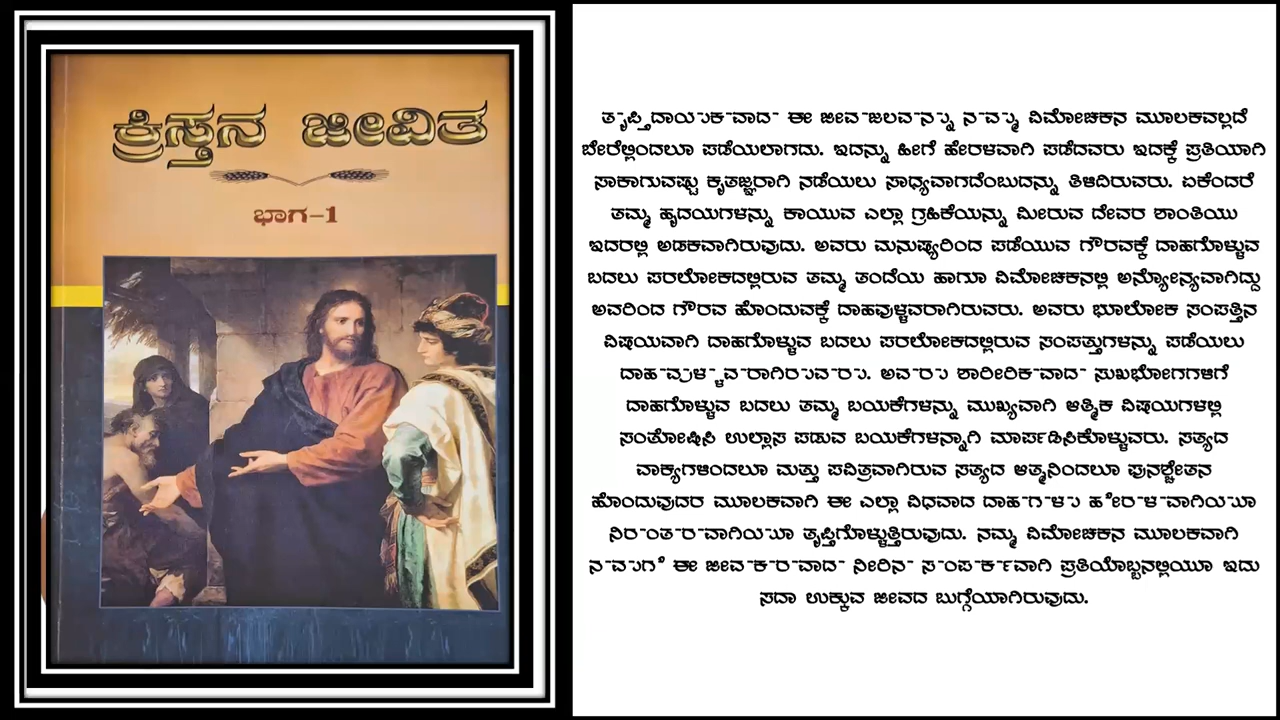 ಕ್ರಿಸ್ತನ ಜೀವಿತ
ಭಾಗ-1
ತೃಪ್ತಿದಾಯಕವಾದ ಈ ಜೀವಜಲವನ್ನು ನಮ್ಮ ವಿಮೋಚಕನ ಮೂಲಕವಲ್ಲದೆ
ಬೇರೆಲ್ಲಿಂದಲೂ ಪಡೆಯಲಾಗದು. ಇದನ್ನು ಹೀಗೆ ಹೇರಳವಾಗಿ ಪಡೆದವರು ಇದಕ್ಕೆ ಪ್ರತಿಯಾಗಿ
ಸಾಕಾಗುವಷ್ಟು ಕೃತಜ್ಞರಾಗಿ ನಡೆಯಲು ಸಾಧ್ಯವಾಗದೆಂಬುದನ್ನು ತಿಳಿದಿರುವರು. ಏಕೆಂದರೆ
ತಮ್ಮ ಹೃದಯಗಳನ್ನು ಕಾಯುವ ಎಲ್ಲಾ ಗ್ರಹಿಕೆಯನ್ನು ಮೀರುವ ದೇವರ ಶಾಂತಿಯು
ಇದರಲ್ಲಿ ಅಡಕವಾಗಿರುವುದು. ಅವರು ಮನುಷ್ಯರಿಂದ ಪಡೆಯುವ ಗೌರವಕ್ಕೆ ದಾಹಗೊಳ್ಳುವ
ಬದಲು ಪರಲೋಕದಲ್ಲಿರುವ ತಮ್ಮ ತಂದೆಯ ಹಾಗೂ ವಿಮೋಚಕನಲ್ಲಿ ಅನ್ಯೋನ್ಯವಾಗಿದ್ದು
ಅವರಿಂದ ಗೌರವ ಹೊಂದುವಕ್ಕೆ ದಾಹವುಳ್ಳವರಾಗಿರುವರು. ಅವರು ಭೂಲೋಕ ಸಂಪತ್ತಿನ
ವಿಷಯವಾಗಿ ದಾಹಗೊಳ್ಳುವ ಬದಲು ಪರಲೋಕದಲ್ಲಿರುವ ಸಂಪತ್ತುಗಳನ್ನು ಪಡೆಯಲು
ದಾಹವುಳ್ಳವರಾಗಿರುವರು. ಅವರು ಶಾರೀರಿಕವಾದ ಸುಖಭೋಗಗಳಿಗೆ
ದಾಹಗೊಳ್ಳುವ ಬದಲು ತಮ್ಮ ಬಯಕೆಗಳನ್ನು ಮುಖ್ಯವಾಗಿ ಆತ್ಮಿಕ ವಿಷಯಗಳಲ್ಲಿ
ಸಂತೋಷಿಸಿ ಉಲ್ಲಾಸ ಪಡುವ ಬಯಕೆಗಳನ್ನಾಗಿ ಮಾರ್ಪಡಿಸಿಕೊಳ್ಳುವರು. ಸತ್ಯದ
ವಾಕ್ಯಗಳಿಂದಲೂ ಮತ್ತು ಪವಿತ್ರವಾಗಿರುವ ಸತ್ಯದ ಆತ್ಮನಿಂದಲೂ ಪುನಶ್ಚೇತನ
ಹೊಂದುವುದರ ಮೂಲಕವಾಗಿ ಈ ಎಲ್ಲಾ ವಿಧವಾದ ದಾಹಗಳು ಹೇರಳವಾಗಿಯೂ
ನಿರಂತರವಾಗಿಯೂ ತೃಪ್ತಿಗೊಳ್ಳುತ್ತಿರುವುದು. ನಮ್ಮ ವಿಮೋಚಕನ ಮೂಲಕವಾಗಿ
ನಮಗೆ ಈ ಜೀವಕರವಾದ ನೀರಿನ ಸಂಪರ್ಕವಾಗಿ ಪ್ರತಿಯೊಬ್ಬನಲ್ಲಿಯೂ ಇದು
ಸದಾ ಉಕ್ಕುವ ಜೀವದ ಬುಗ್ಗೆಯಾಗಿರುವುದು.